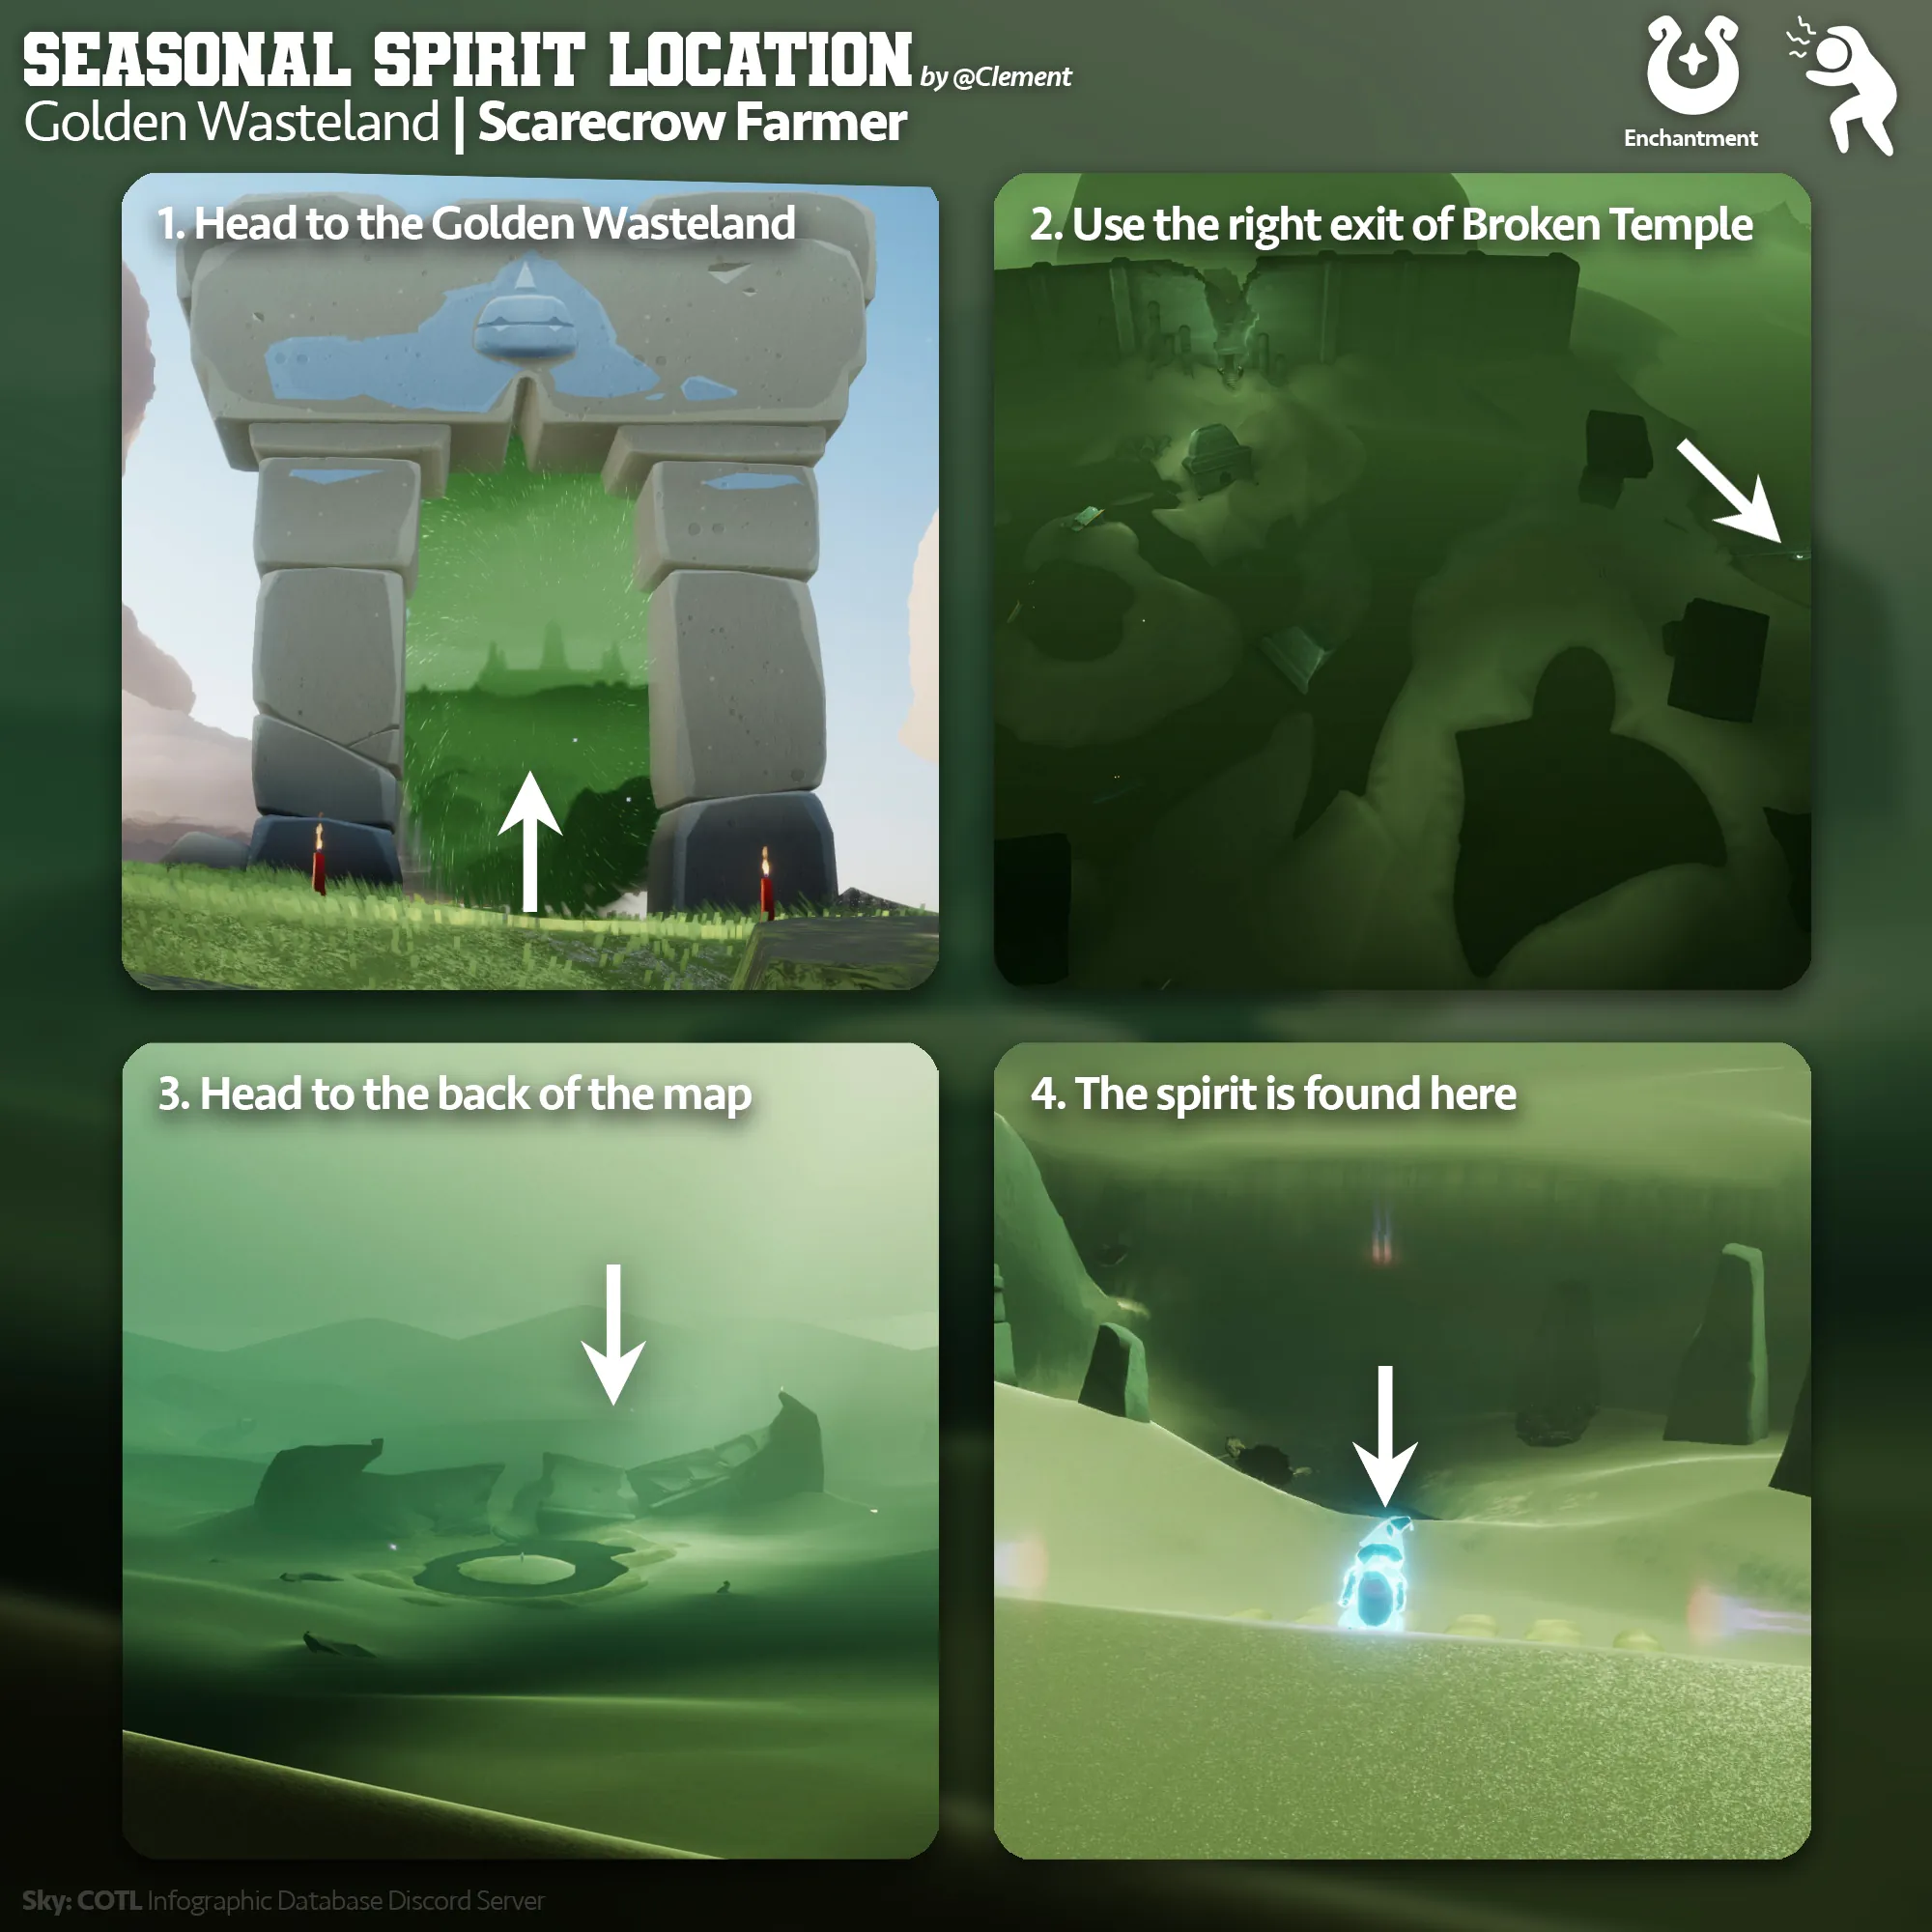 SEASONAL SPIRIT LOCATION by @Clement
Golden Wasteland | Scarecrow Farmer
Enchantment
1. Head to the Golden Wasteland
2. Use the right exit of Broken Temple
3. Head to the back of the map
4. The spirit is found here
Sky: COTL Infographic Database Discord Server